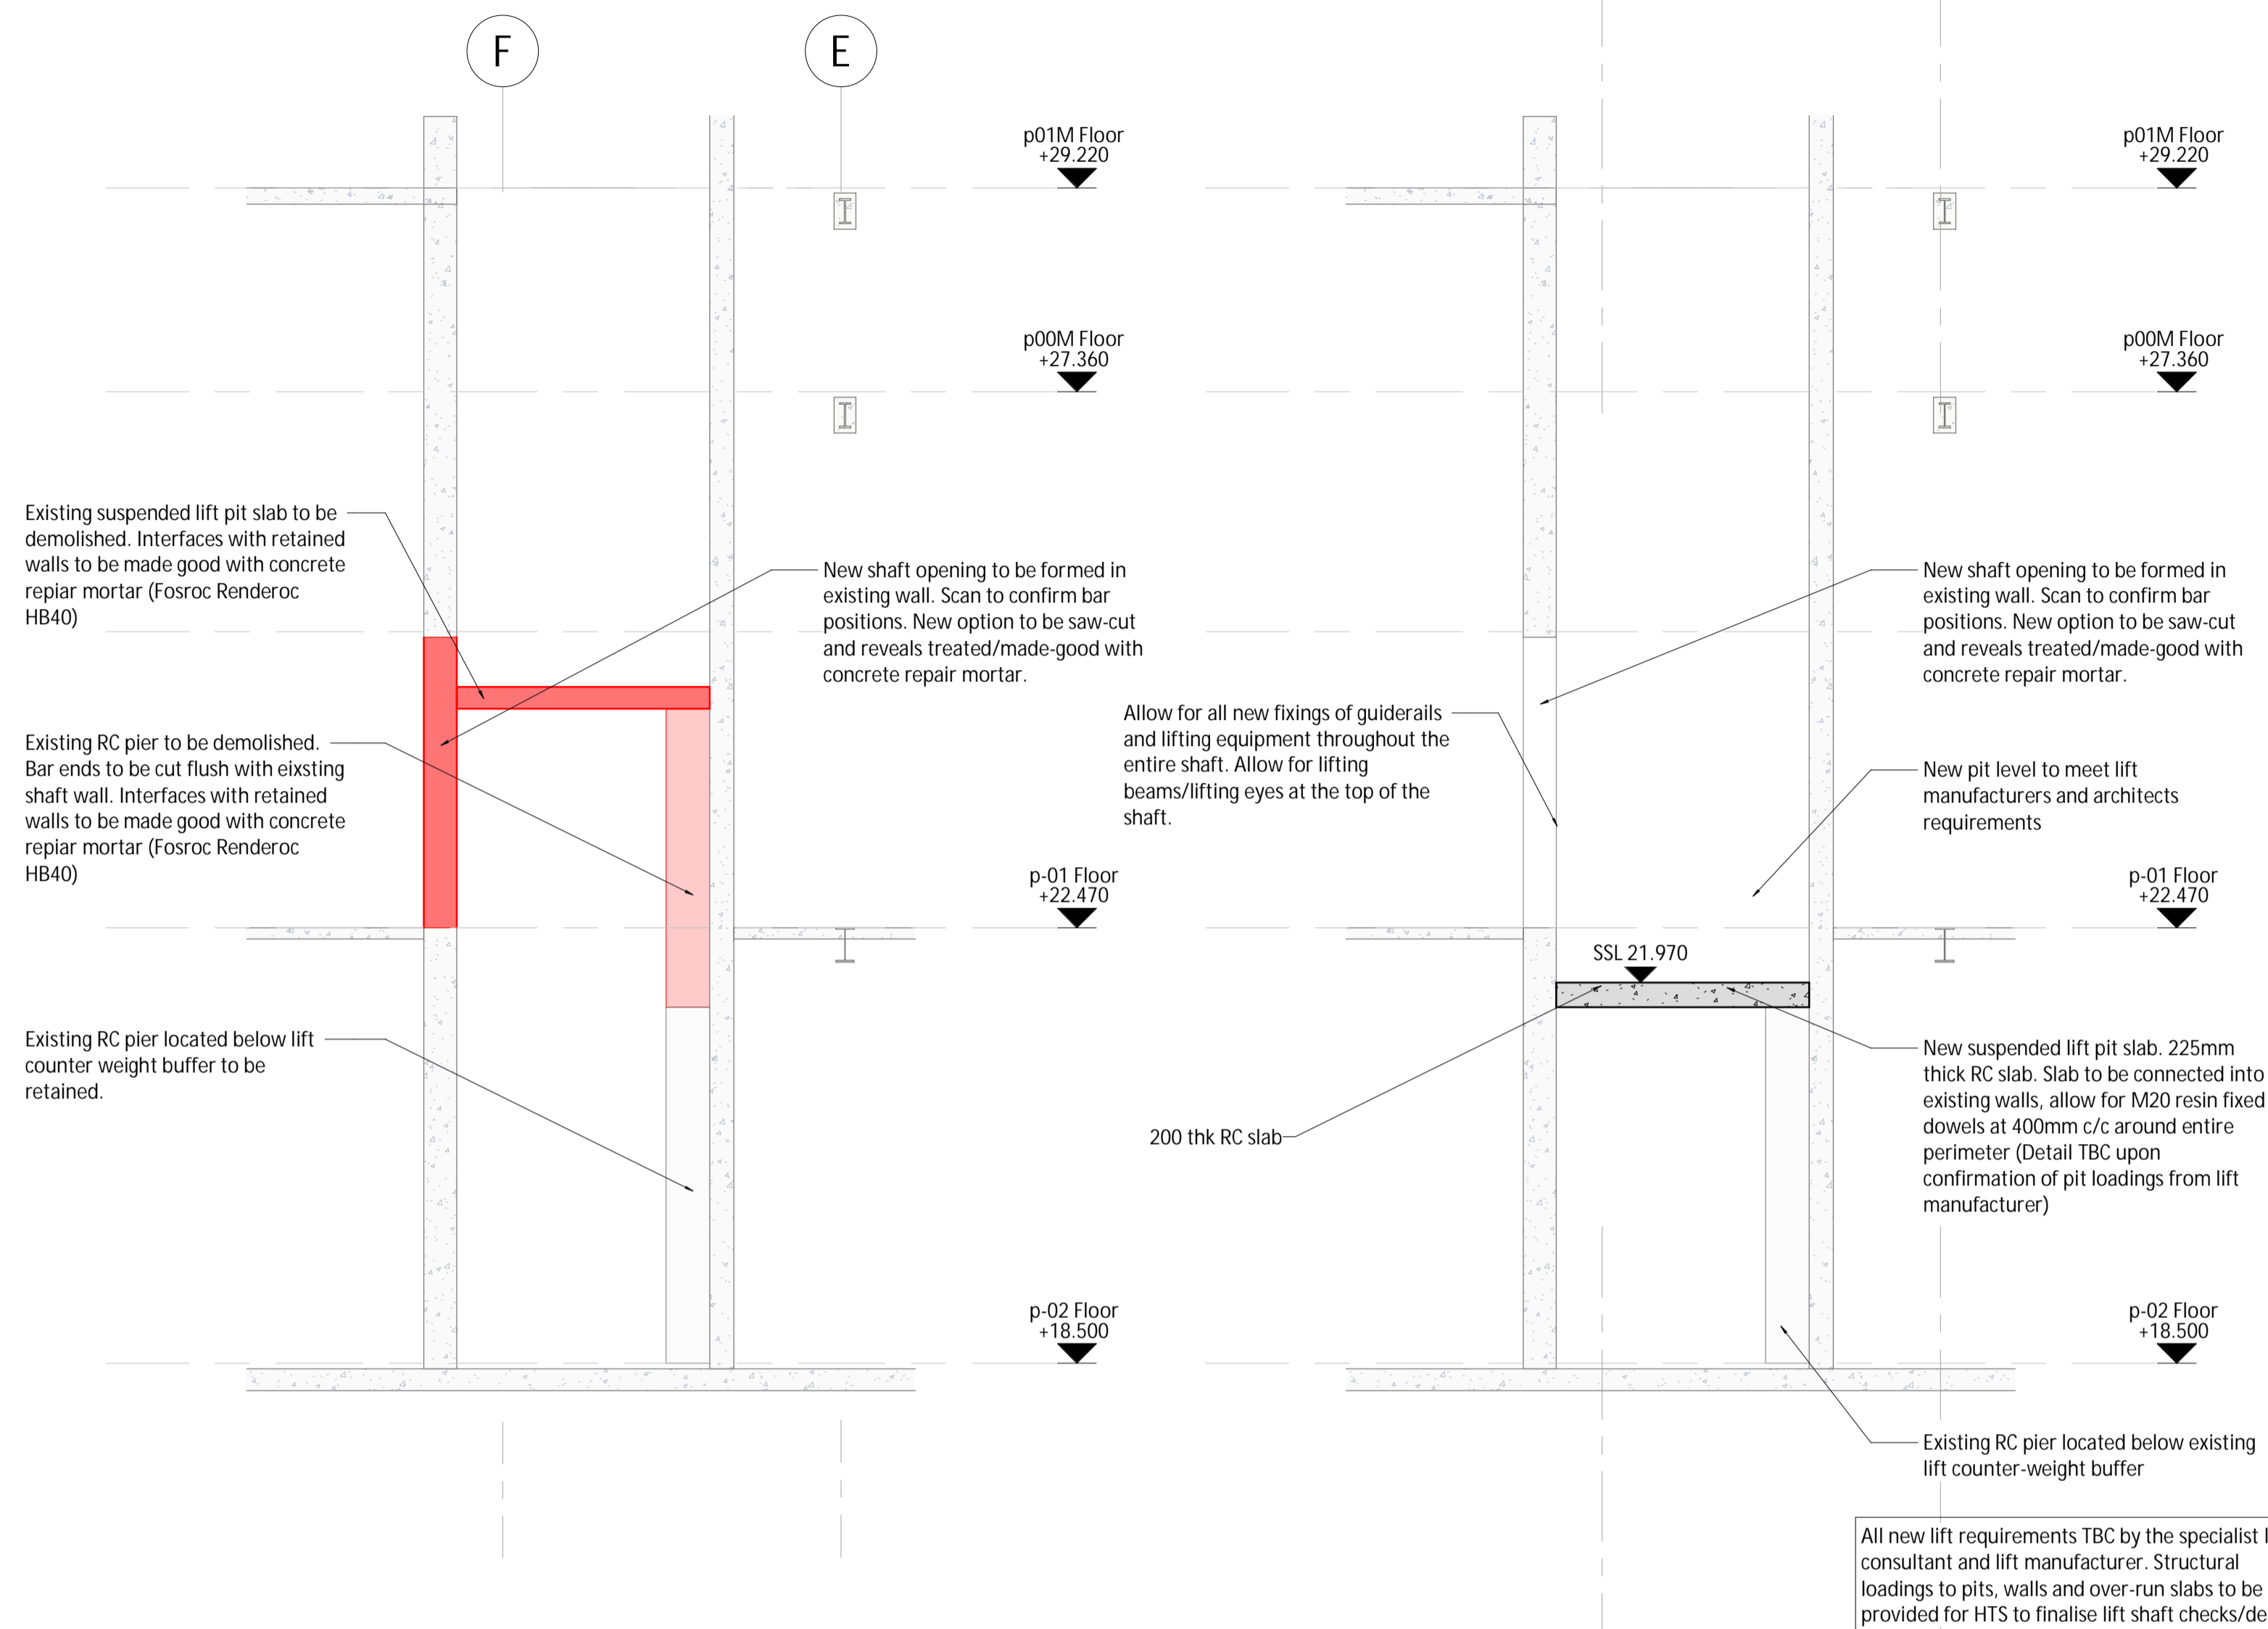 F
E
p01M Floor
+29.220
p01M Floor
+29.220
p00M Floor
+27.360
p00M Floor
+27.360
Existing suspended lift pit slab to be
demolished. Interfaces with retained
walls to be made good with concrete
repiar mortar (Fosroc Renderoc
HB40)
New shaft opening to be formed in
existing wall. Scan to confirm bar
positions. New option to be saw-cut
and reveals treated/made-good with
concrete repair mortar.
New shaft opening to be formed in
existing wall. Scan to confirm bar
positions. New option to be saw-cut
and reveals treated/made-good with
concrete repair mortar.
Existing RC pier to be demolished.
Bar ends to be cut flush with eixsting
shaft wall. Interfaces with retained
walls to be made good with concrete
repiar mortar (Fosroc Renderoc
HB40)
Allow for all new fixings of guiderails
and lifting equipment throughout the
entire shaft. Allow for lifting
beams/lifting eyes at the top of the
shaft.
New pit level to meet lift
manufacturers and architects
requirements
p-01 Floor
+22.470
p-01 Floor
+22.470
SSL 21.970
Existing RC pier located below lift
counter weight buffer to be
retained.
200 thk RC slab
New suspended lift pit slab. 225mm
thick RC slab. Slab to be connected into
existing walls, allow for M20 resin fixed
dowels at 400mm c/c around entire
perimeter (Detail TBC upon
confirmation of pit loadings from lift
manufacturer)
p-02 Floor
+18.500
p-02 Floor
+18.500
Existing RC pier located below existing
lift counter-weight buffer
All new lift requirements TBC by the specialist
consultant and lift manufacturer. Structural
loadings to pits, walls and over-run slabs to be
provided for HTS to finalise lift shaft checks/de